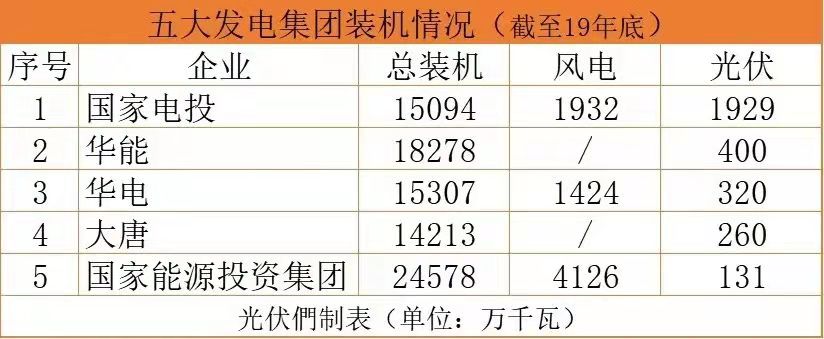 五大发电集团装机情况（截至19年底）
序号 企业 总装机 风电 光伏
1 国家电投 15094 1932 1929
2 华能 18278 / 400
3 华电 15307 1424 320
4 大唐 14213 / 260
5 国家能源投资集团 24578 4126 131
光伏們制表（单位：万千瓦）